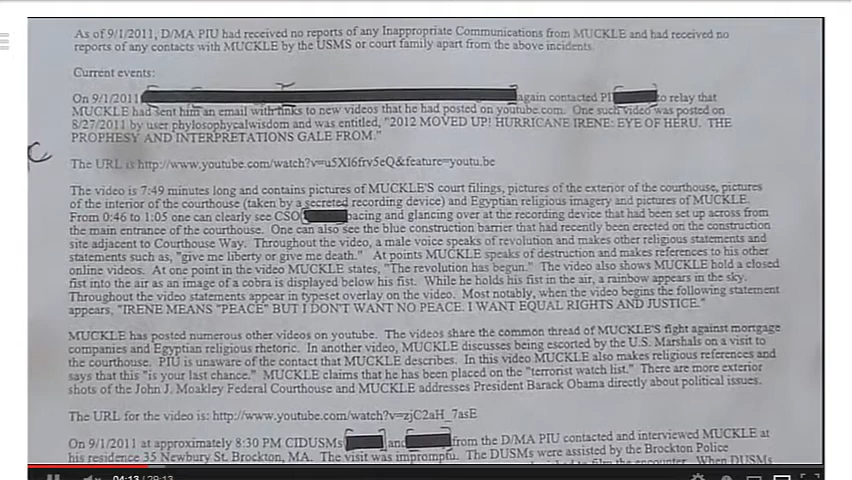 As of 9/1/2011, D/MA PIU had received no reports of any Inappropriate Communications from MUCKLE and had received no
reports of any contacts with MUCKLE by the USMS or court family apart from the above incidents.
Current events:
On 9/1/2011 again contacted PI to relay that
MUCKLE had sent him an email with links to new videos that he had posted on youtube.com. One such video was posted on
8/27/2011 by user phylosophycalwisdom and was entitled, "2012 MOVED UP! HURRICANE IRENE: EYE OF HERU. THE
PROPHESY AND INTERPRETATIONS GALE FROM."
The URL is http://www.youtube.com/watch?v=u5Xl6frv5eQ&feature=youtu.be
The video is 7:49 minutes long and contains pictures of MUCKLE'S court filings, pictures of the exterior of the courthouse, pictures
of the interior of the courthouse (taken by a secreted recording device) and Egyptian religious imagery and pictures of MUCKLE.
From 0:46 to 1:05 one can clearly see CSO pacing and glancing over at the recording device that had been set up across from
the main entrance of the courthouse. One can also see the blue construction barrier that had recently been erected on the construction
site adjacent to Courthouse Way. Throughout the video, a male voice speaks of revolution and makes other religious statements and
statements such as, "give me liberty or give me death." At points MUCKLE speaks of destruction and makes references to his other
online videos. At one point in the video MUCKLE states, "The revolution has begun." The video also shows MUCKLE hold a closed
fist into the air as an image of a cobra is displayed below his fist. While he holds his fist in the air, a rainbow appears in the sky.
Throughout the video statements appear in typeset overlay on the video. Most notably, when the video begins the following statement
appears, "IRENE MEANS "PEACE" BUT I DON'T WANT NO PEACE. I WANT EQUAL RIGHTS AND JUSTICE."
MUCKLE has posted numerous other videos on youtube. The videos share the common thread of MUCKLE'S fight against mortgage
companies and Egyptian religious rhetoric. In another video, MUCKLE discusses being escorted by the U.S. Marshals on a visit to
the courthouse. PIU is unaware of the contact that MUCKLE describes. In this video MUCKLE also makes religious references and
says that this "is your last chance." MUCKLE claims that he has been placed on the "terrorist watch list." There are more exterior
shots of the John J. Moakley Federal Courthouse and MUCKLE addresses President Barack Obama directly about political issues.
The URL for the video is: http://www.youtube.com/watch?v=zjC2aH_7asE
On 9/1/2011 at approximately 8:30 PM CIDUSMs and from the D/MA PIU contacted and interviewed MUCKLE at
his residence 35 Newbury St. Brockton, MA. The visit was impromptu. The DUSMs were assisted by the Brockton Police
to film the encounter. When DUSMs
04:13 / 29:13